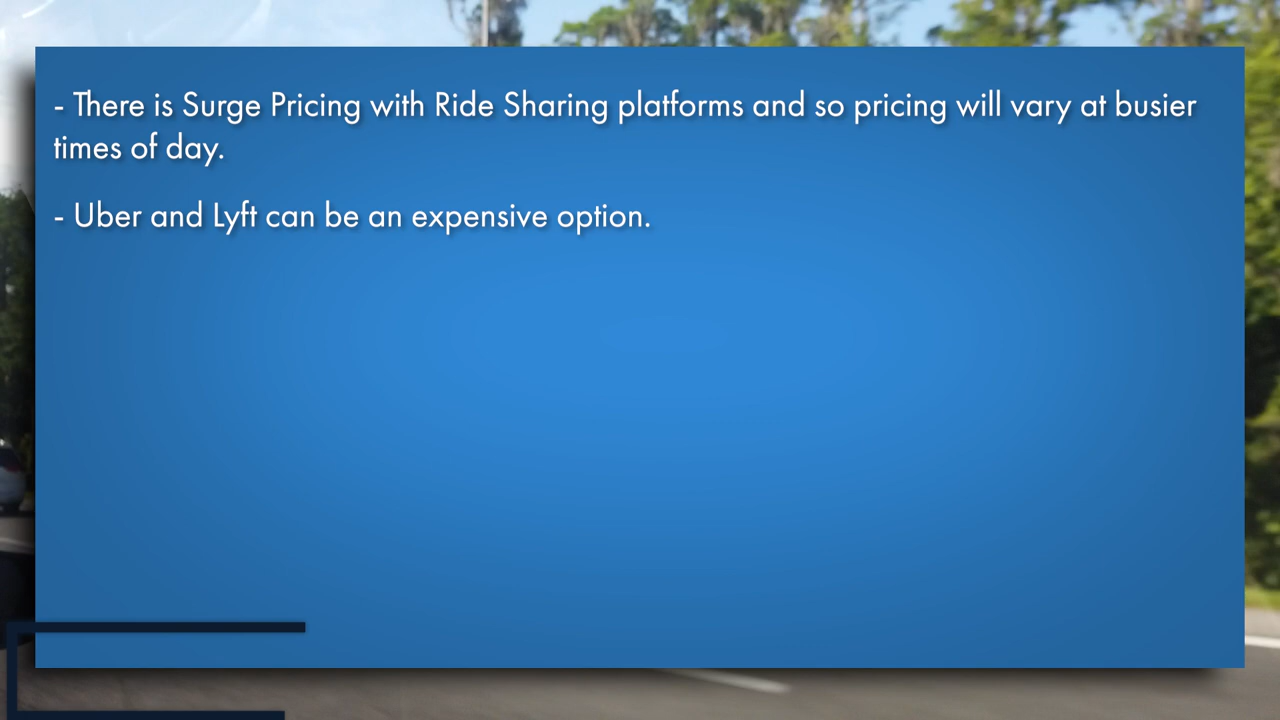 - There is Surge Pricing with Ride Sharing platforms and so pricing will vary at busier
times of day.
- Uber and Lyft can be an expensive option.